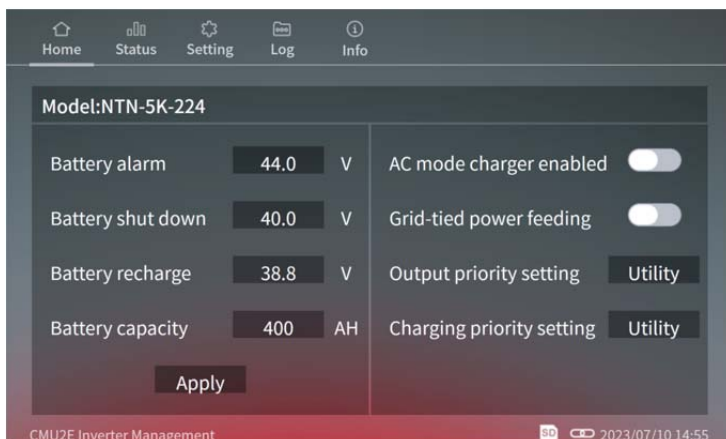 Home Status Setting Log Info
Model:NTN-5K-224
Battery alarm 44.0 V AC mode charger enabled
Battery shut down 40.0 V Grid-tied power feeding
Battery recharge 38.8 V Output priority setting Utility
Battery capacity 400 AH Charging priority setting Utility
Apply
CMU2E Inverter Management SD 2023/07/10 14:55